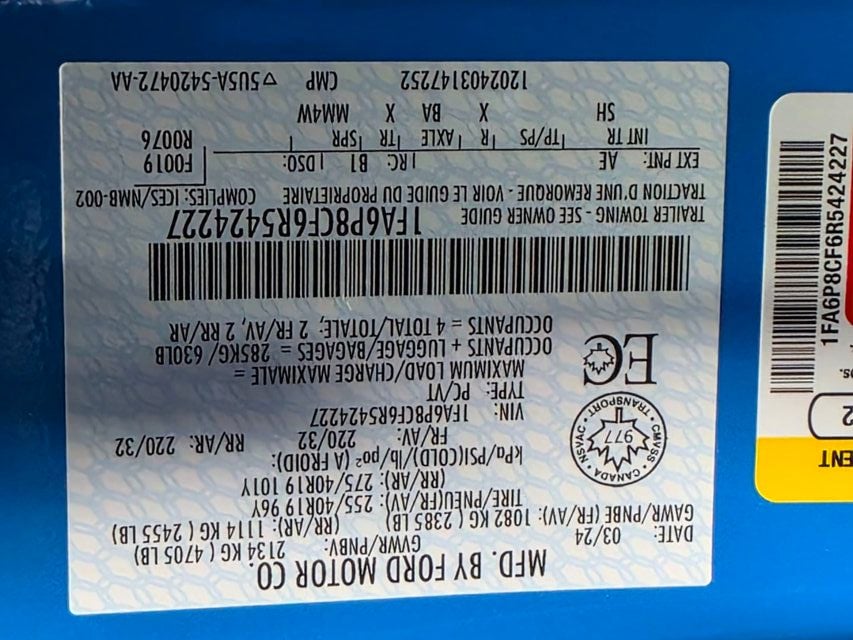 MFD. BY FORD MOTOR CO.
DATE: 03/24 GVWR/PNBV: 2134 KG ( 4705 LB)
GAWR/PNBE (FR/AV): 1082 KG ( 2385 LB) (RR/AR): 1114 KG ( 2455 LB)
TIRE/PNEU(FR/AV): 255/40R19 96Y
(RR/AR): 275/40R19 101Y
kPa/PSI(COLD)/lb/po² (A FROID):
FR/AV: 220/32 RR/AR: 220/32
VIN: 1FA6P8CF6R5424227
TYPE: PC/VT
MAXIMUM LOAD/CHARGE MAXIMALE =
OCCUPANTS + LUGGAGE/BAGAGES = 285KG/ 630LB
OCCUPANTS = 4 TOTAL/TOTALE; 2 FR/AV, 2 RR/AR
CANADA NSVAC • CMVSS • TRANSPORT
977
EC
1FA6P8CF6R5424227
TRAILER TOWING - SEE OWNER GUIDE
TRACTION D'UNE REMORQUE - VOIR LE GUIDE DU PROPRIETAIRE COMPLIES: ICES/NMB-002
EXT PNT: AE RC: B1 DSO: F0019
INT TR TP/PS R AXLE TR SPR R0076
SH X BA X MM4W
1202403147252 CMP ▽5U5A-5420472-AA
1FA6P8CF6R5424227
2
ENT